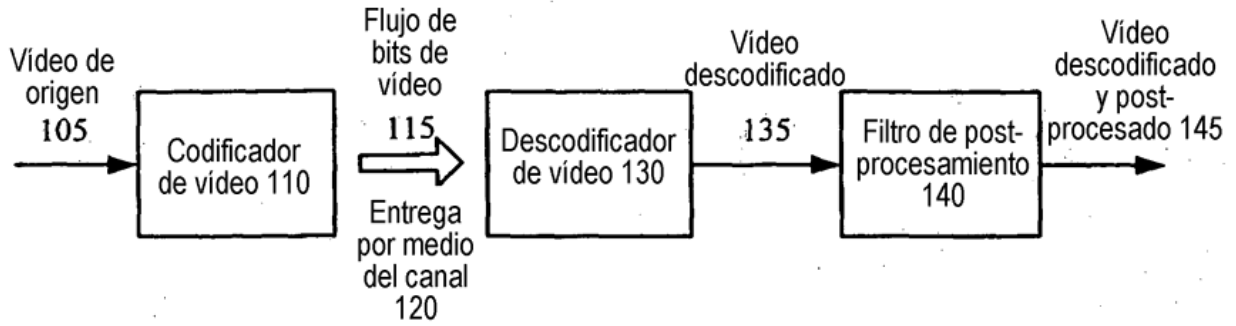 Vídeo de
origen
105
Codificador
de vídeo 110
Flujo de
bits de
vídeo
115
Entrega
por medio
del canal
120
Descodificador
de vídeo 130
Vídeo
descodificado
135
Filtro de post-
procesamiento
140
Vídeo
descodificado
y post-
procesado 145